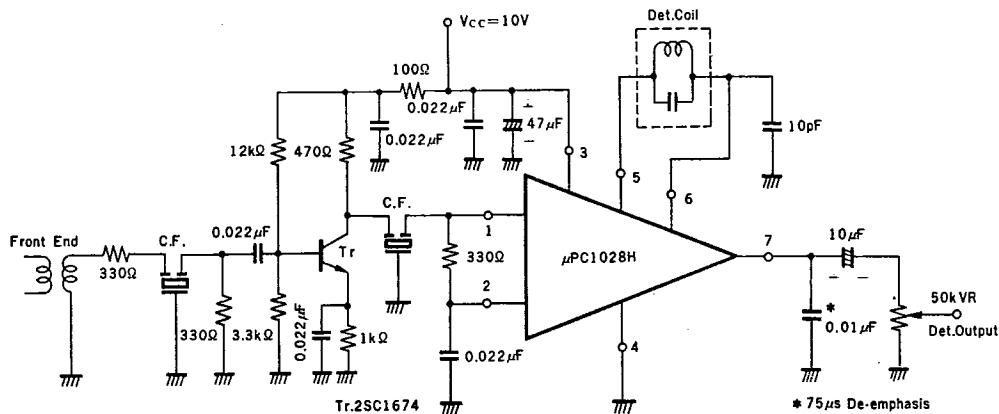 Det.Coil
Vcc=10V
100Ω
0.022μF
0.022μF
47μF
10pF
12kΩ
470Ω
3
5
6
C.F.
1
Front End
C.F.
0.022μF
Tr
330Ω
μPC1028H
7
10μF
330Ω
2
50kVR
Det.Output
330Ω
3.3kΩ
0.022μF
1kΩ
0.022μF
4
*
0.01μF
Tr.2SC1674
* 75μs De-emphasis